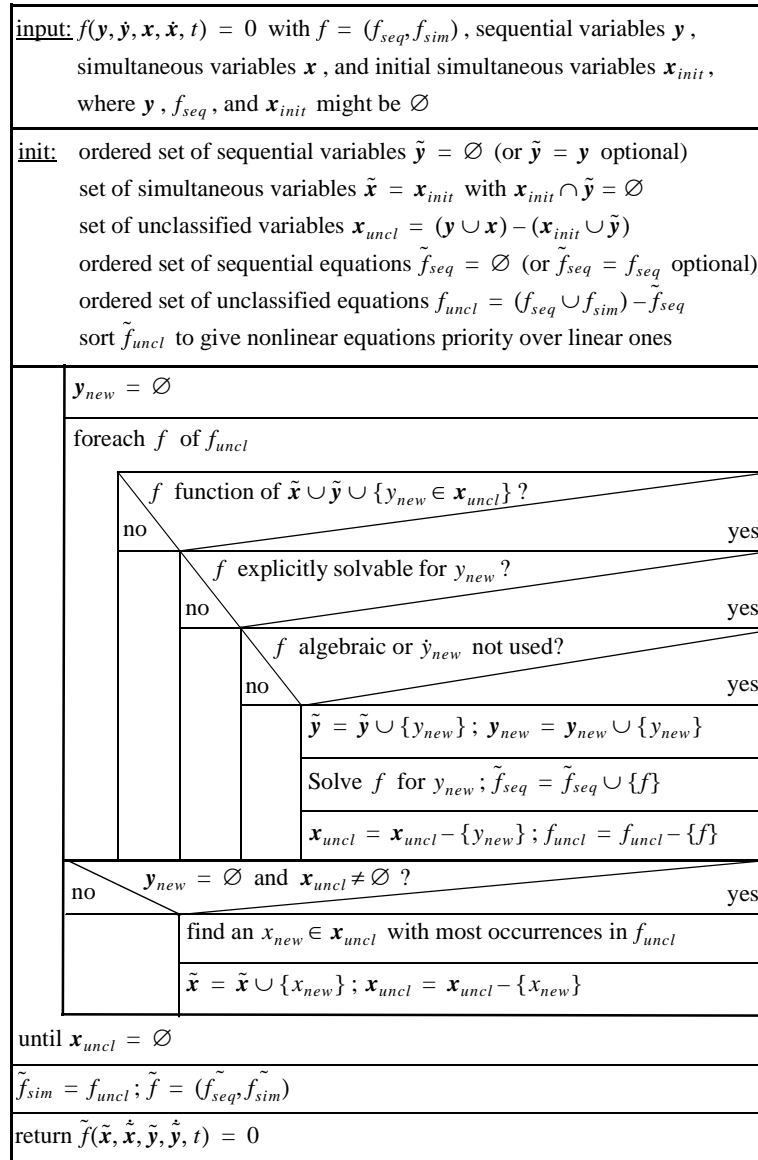 input: f(y, ẏ, x, ẋ, t) = 0 with f = (f_seq, f_sim) , sequential variables y ,
simultaneous variables x , and initial simultaneous variables x_init ,
where y , f_seq , and x_init might be ∅
init: ordered set of sequential variables ỹ = ∅ (or ỹ = y optional)
set of simultaneous variables x̃ = x_init with x_init ∩ ỹ = ∅
set of unclassified variables x_uncl = (y ∪ x) – (x_init ∪ ỹ)
ordered set of sequential equations f̃_seq = ∅ (or f̃_seq = f_seq optional)
ordered set of unclassified equations f_uncl = (f_seq ∪ f_sim) – f̃_seq
sort f̃_uncl to give nonlinear equations priority over linear ones
y_new = ∅
foreach f of f_uncl
f function of x̃ ∪ ỹ ∪ {y_new ∈ x_uncl} ?
no yes
f explicitly solvable for y_new ?
no yes
f algebraic or ẏ_new not used?
no yes
ỹ = ỹ ∪ {y_new} ; y_new = y_new ∪ {y_new}
Solve f for y_new ; f̃_seq = f̃_seq ∪ {f}
x_uncl = x_uncl – {y_new} ; f_uncl = f_uncl – {f}
y_new = ∅ and x_uncl ≠ ∅ ?
no yes
find an x_new ∈ x_uncl with most occurrences in f_uncl
x̃ = x̃ ∪ {x_new} ; x_uncl = x_uncl – {x_new}
until x_uncl = ∅
f̃_sim = f_uncl ; f̃ = (f̃_seq, f̃_sim)
return f̃(x̃, x̃̇, ỹ, ỹ̇, t) = 0